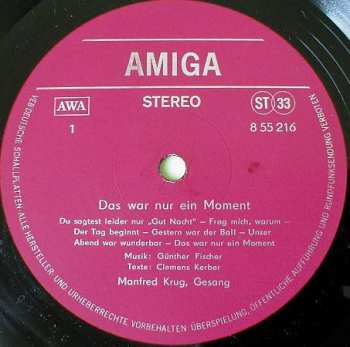 AMIGA
AWA
STEREO
ST 33
1
8 55 216
Das war nur ein Moment
Du sagtest leider nur „Gut Nacht" – Frag mich, warum –
Der Tag beginnt – Gestern war der Ball – Unser
Abend war wunderbar – Das war nur ein Moment
Musik: Günther Fischer
Texte: Clemens Kerber
Manfred Krug, Gesang
VEB DEUTSCHE SCHALLPLATTEN ALLE HERSTELLER- UND URHEBERRECHTE VORBEHALTEN ÜBERSPIELUNG, ÖFFENTLICHE AUFFÜHRUNG UND RUNDFUNKSENDUNG VERBOTEN